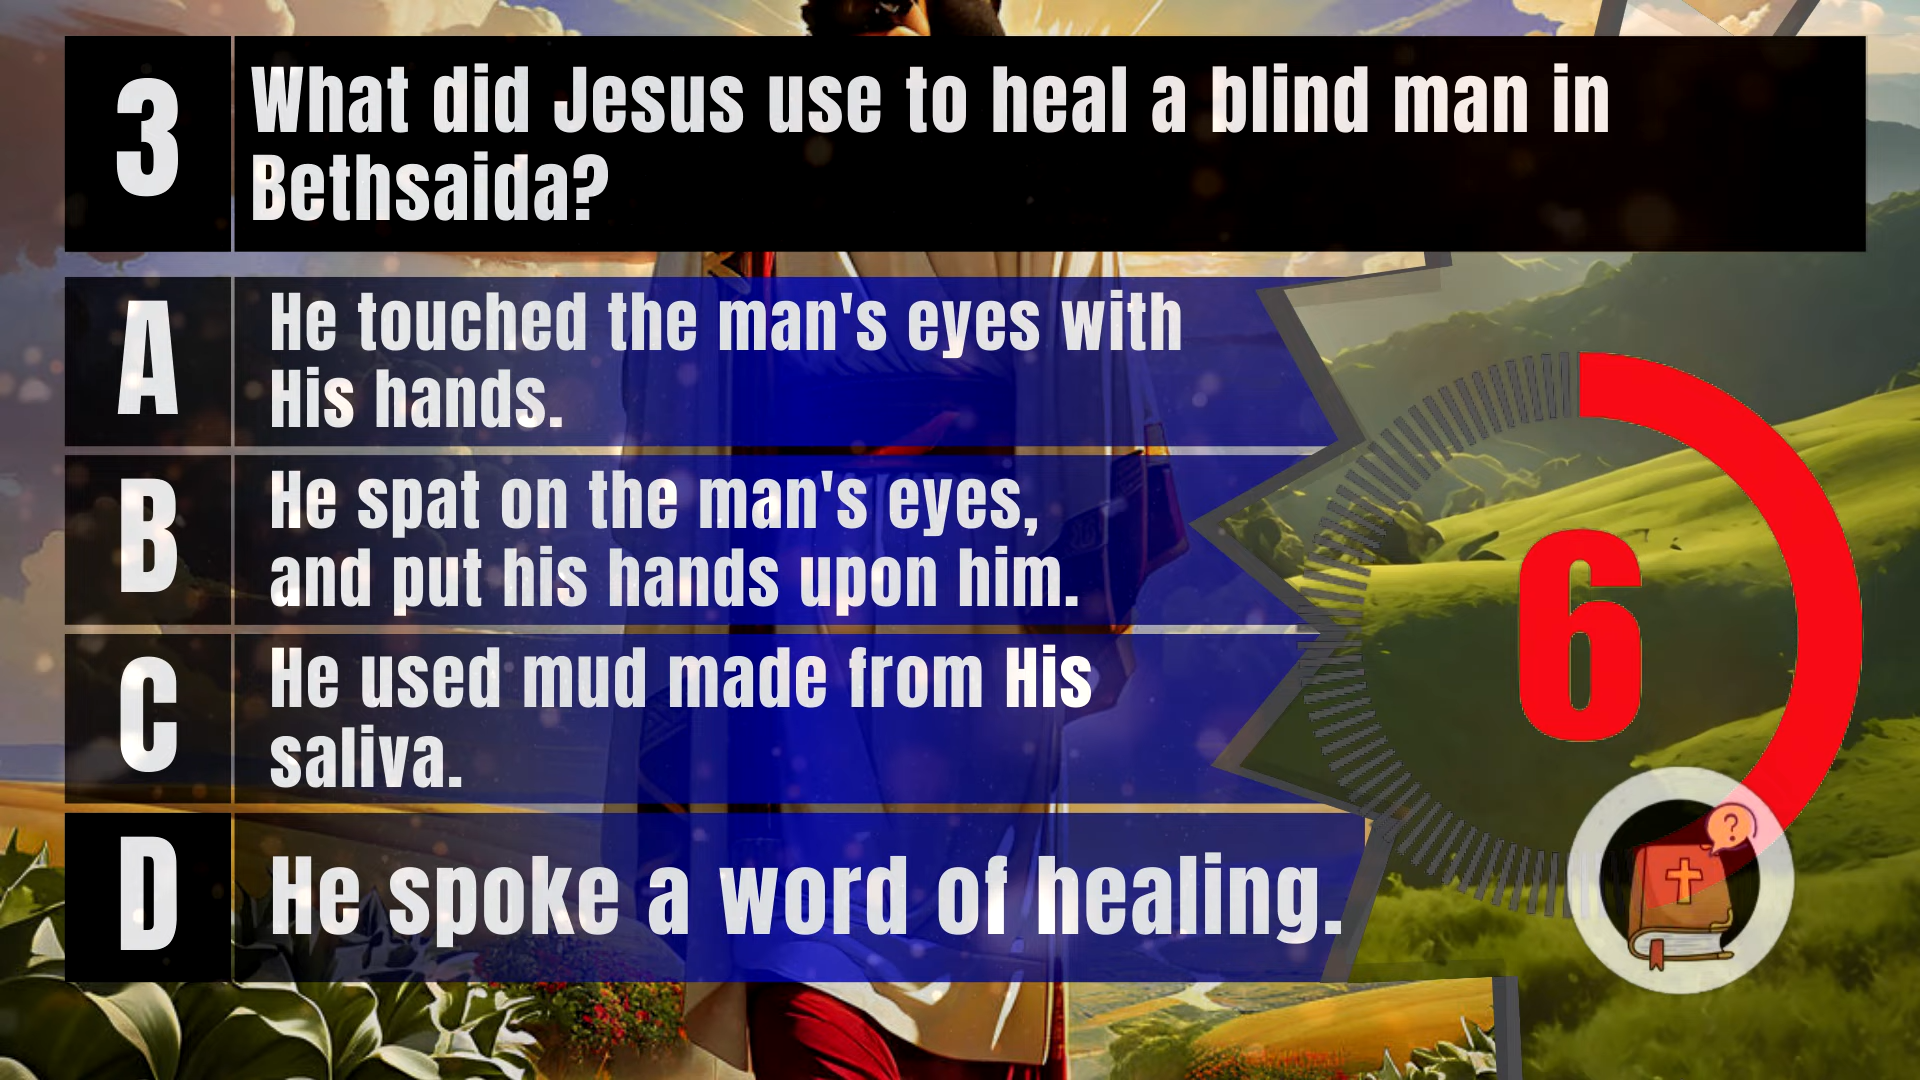 3
What did Jesus use to heal a blind man in
Bethsaida?
A
He touched the man's eyes with
His hands.
B
He spat on the man's eyes,
and put his hands upon him.
C
He used mud made from His
saliva.
D
He spoke a word of healing.
6
?